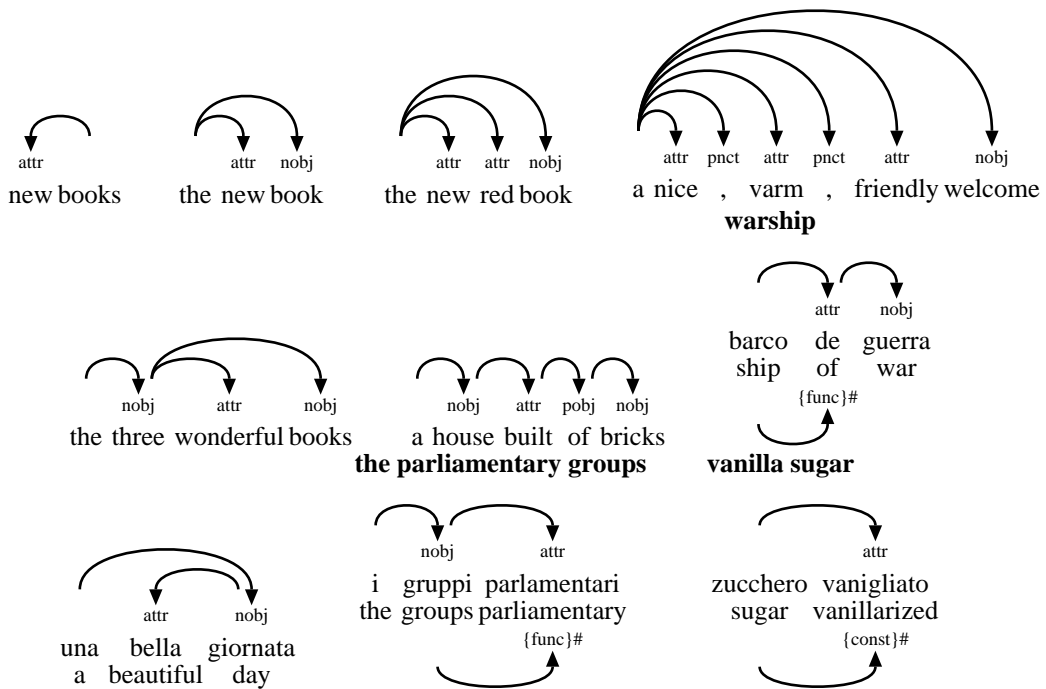 attr
new books
attr nobj
the new book
attr attr nobj
the new red book
attr pnct attr pnct attr nobj
a nice , varm , friendly welcome
warship
attr nobj
barco de guerra
ship of war
{func}#
nobj attr nobj
the three wonderful books
nobj attr pobj nobj
a house built of bricks
the parliamentary groups
vanilla sugar
attr nobj
una bella giornata
a beautiful day
nobj attr
i gruppi parlamentari
the groups parliamentary
{func}#
attr
zucchero vanigliato
sugar vanillarized
{const}#